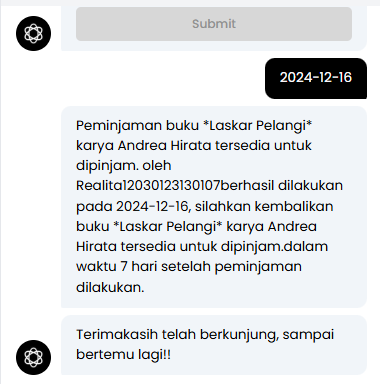 Submit
2024-12-16
Peminjaman buku *Laskar Pelangi*
karya Andrea Hirata tersedia untuk
dipinjam. oleh
Realita12030123130107berhasil dilakukan
pada 2024-12-16, silahkan kembalikan
buku *Laskar Pelangi* karya Andrea
Hirata tersedia untuk dipinjam.dalam
waktu 7 hari setelah peminjaman
dilakukan.
Terimakasih telah berkunjung, sampai
bertemu lagi!!